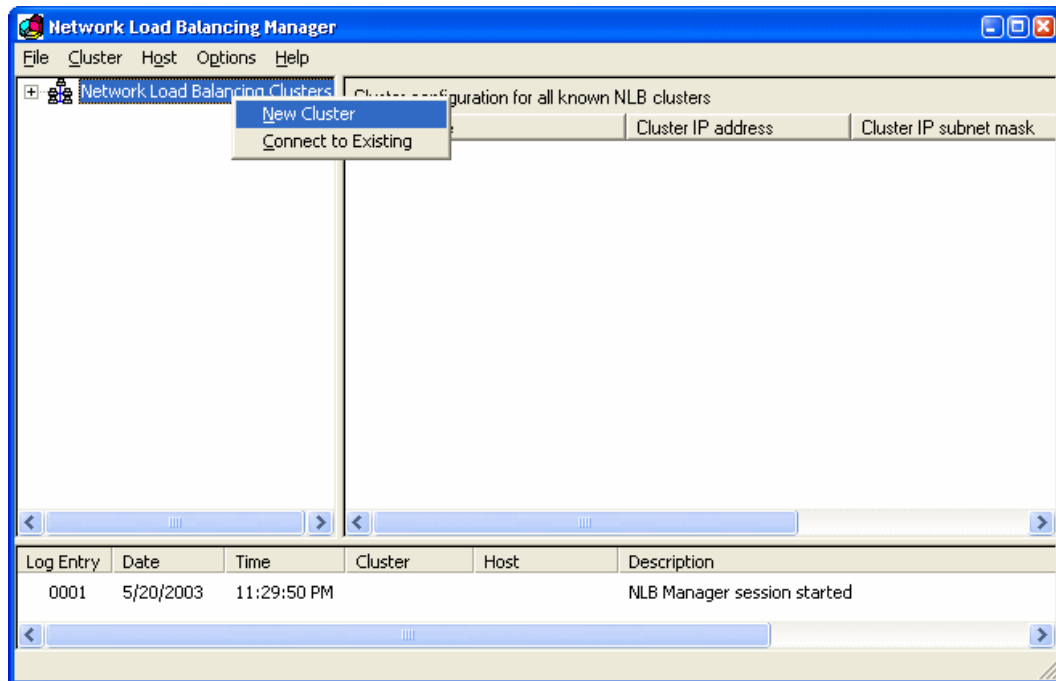 Network Load Balancing Manager
File Cluster Host Options Help
Network Load Balancing Clusters
New Cluster
Connect to Existing
configuration for all known NLB clusters
Cluster IP address Cluster IP subnet mask
Log Entry Date Time Cluster Host Description
0001 5/20/2003 11:29:50 PM NLB Manager session started